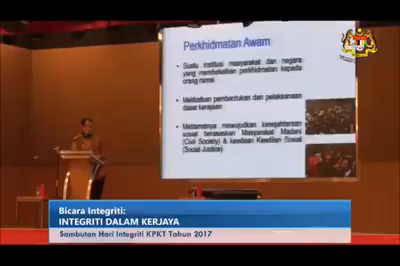 Perkhidmatan Awam
Suatu institusi masyarakat dan negara
yang membekalkan perkhidmatan kepada
orang ramai
Melibatkan pembentukan dan pelaksanaan
dasar kerajaan
Matlamatnya mewujudkan kesejahteraan
sosial berasaskan Masyarakat Madani
(Civil Society) & keadilan Sosial
(Social Justice)
Bicara Integriti:
INTEGRITI DALAM KERJAYA
Sambutan Hari Integriti KPKT Tahun 2017